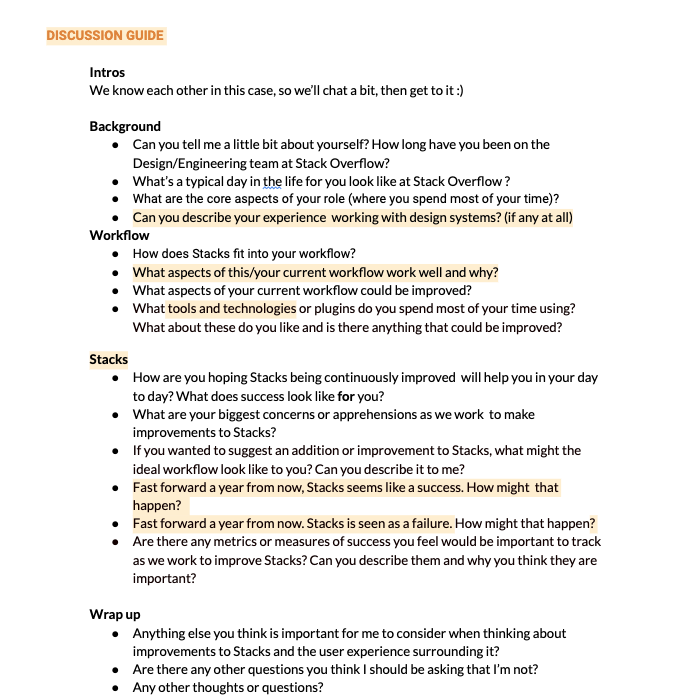 DISCUSSION GUIDE
Intros
We know each other in this case, so we'll chat a bit, then get to it :)
Background
● Can you tell me a little bit about yourself? How long have you been on the
Design/Engineering team at Stack Overflow?
● What's a typical day in the life for you look like at Stack Overflow ?
● What are the core aspects of your role (where you spend most of your time)?
● Can you describe your experience working with design systems? (if any at all)
Workflow
● How does Stacks fit into your workflow?
● What aspects of this/your current workflow work well and why?
● What aspects of your current workflow could be improved?
● What tools and technologies or plugins do you spend most of your time using?
What about these do you like and is there anything that could be improved?
Stacks
● How are you hoping Stacks being continuously improved will help you in your day
to day? What does success look like for you?
● What are your biggest concerns or apprehensions as we work to make
improvements to Stacks?
● If you wanted to suggest an addition or improvement to Stacks, what might the
ideal workflow look like to you? Can you describe it to me?
● Fast forward a year from now, Stacks seems like a success. How might that
happen?
● Fast forward a year from now. Stacks is seen as a failure. How might that happen?
● Are there any metrics or measures of success you feel would be important to track
as we work to improve Stacks? Can you describe them and why you think they are
important?
Wrap up
● Anything else you think is important for me to consider when thinking about
improvements to Stacks and the user experience surrounding it?
● Are there any other questions you think I should be asking that I'm not?
● Any other thoughts or questions?